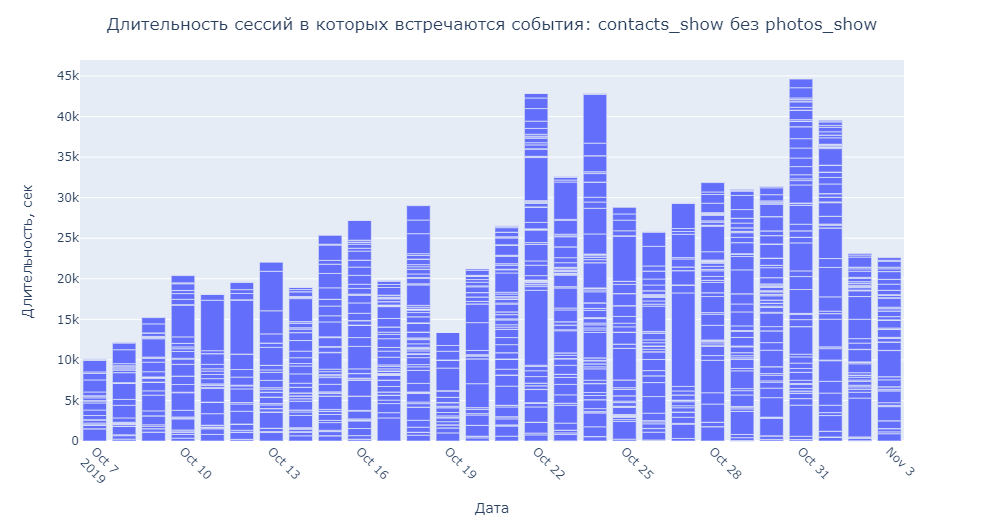 Длительность сессий в которых встречаются события: contacts_show без photos_show
45k
40k
35k
30k
25k
20k
15k
10k
5k
0
Длительность, сек
Oct 7
2019
Oct 10
Oct 13
Oct 16
Oct 19
Oct 22
Oct 25
Oct 28
Oct 31
Nov 3
Дата